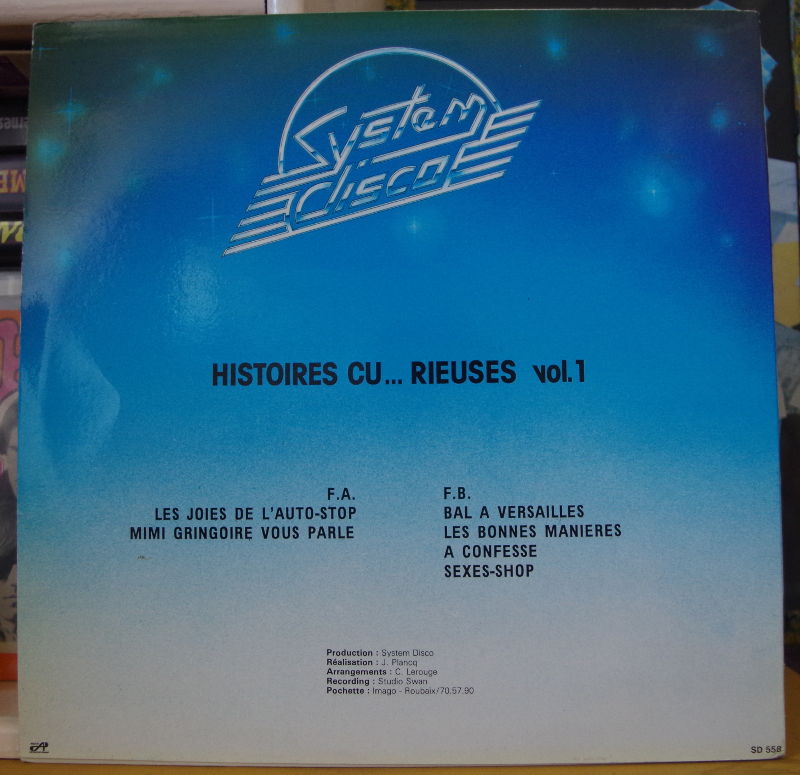 System
disco
HISTOIRES CU... RIEUSES vol.1
F.A.
LES JOIES DE L'AUTO-STOP
MIMI GRINGOIRE VOUS PARLE
F.B.
BAL A VERSAILLES
LES BONNES MANIERES
A CONFESSE
SEXES-SHOP
Production : System Disco
Réalisation : J. Plancq
Arrangements : C. Lerouge
Recording : Studio Swan
Pochette : Imago - Roubaix/70.57.90
SD 558